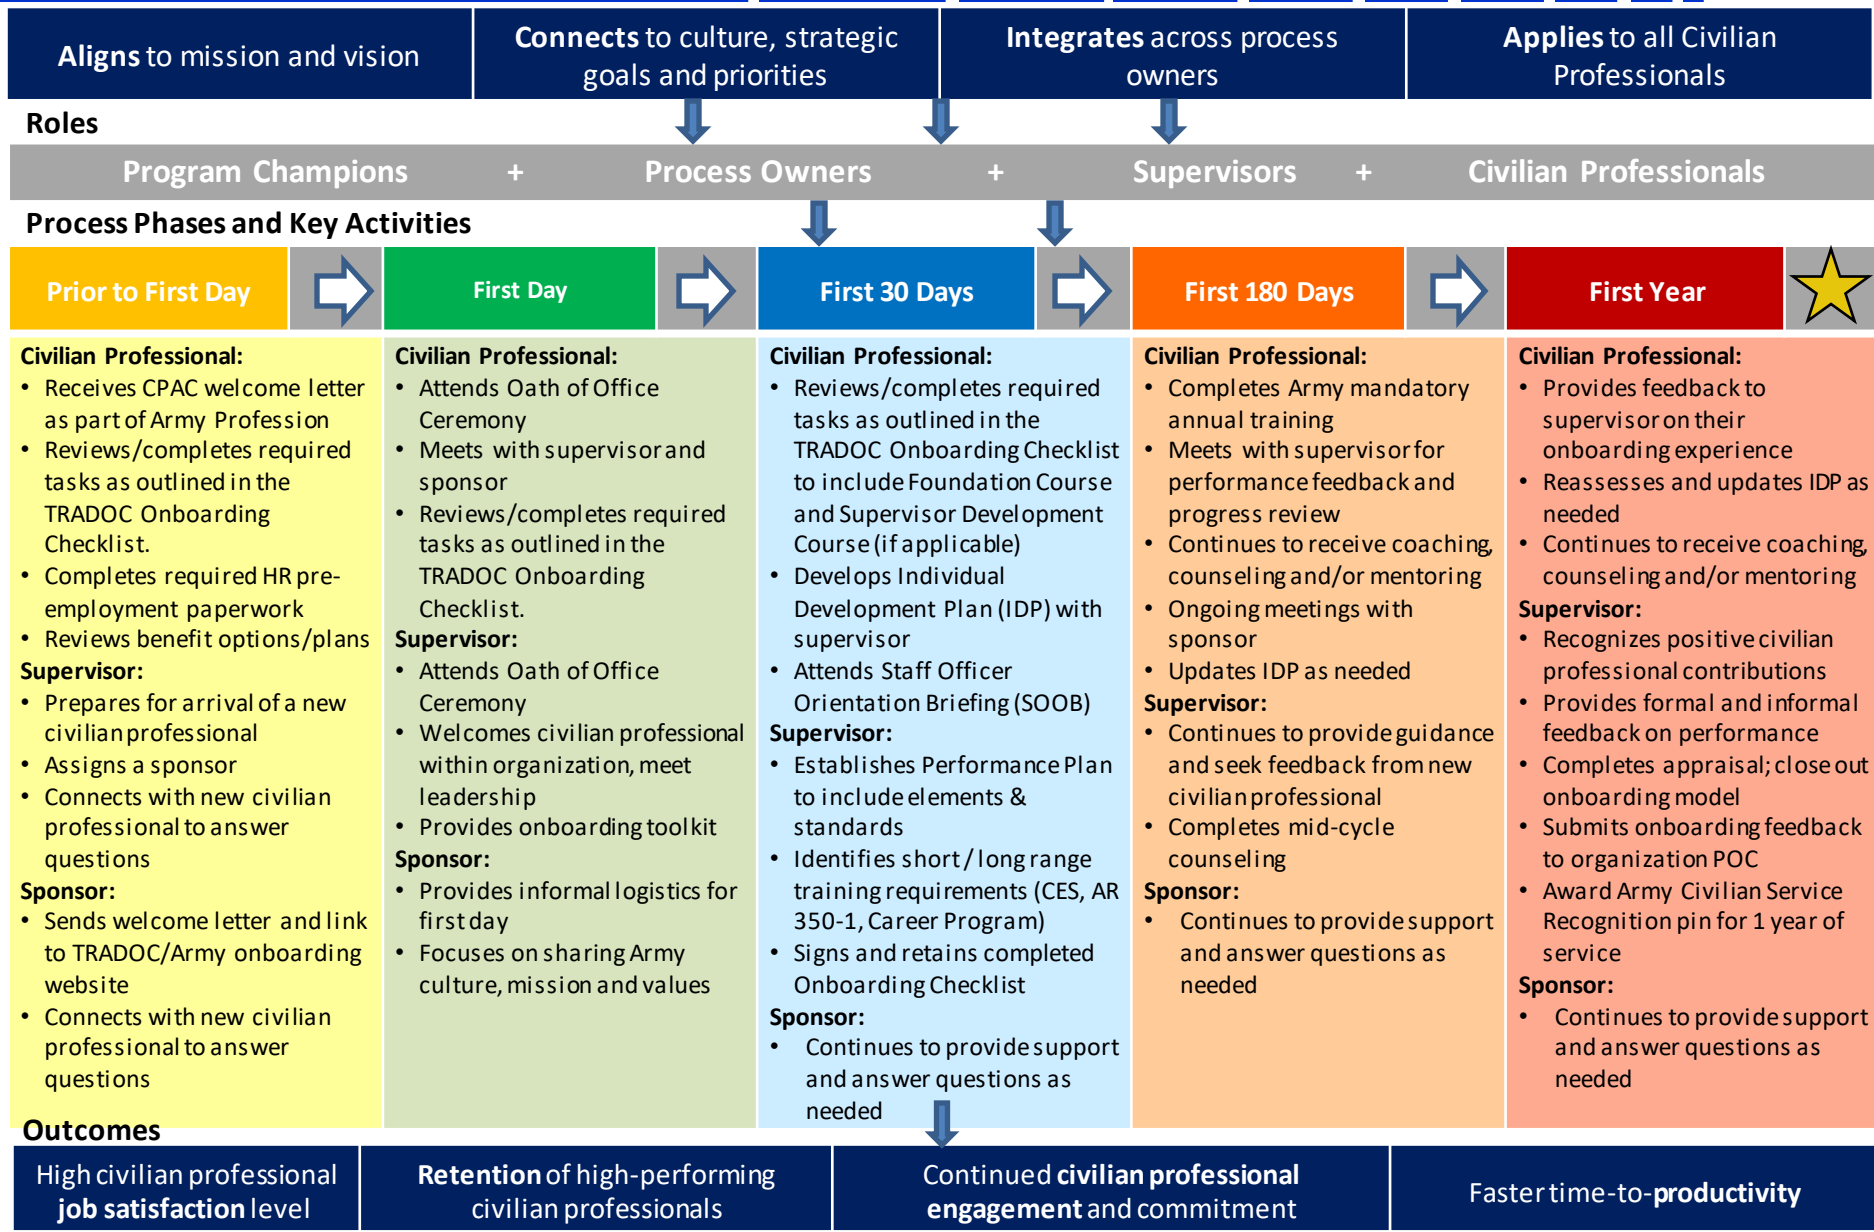 Aligns to mission and vision
Connects to culture, strategic
goals and priorities
Integrates across process
owners
Applies to all Civilian
Professionals
Roles
Program Champions + Process Owners + Supervisors + Civilian Professionals
Process Phases and Key Activities
Prior to First Day
First Day
First 30 Days
First 180 Days
First Year
Civilian Professional:
• Receives CPAC welcome letter
as part of Army Profession
• Reviews/completes required
tasks as outlined in the
TRADOC Onboarding
Checklist.
• Completes required HR pre-
employment paperwork
• Reviews benefit options/plans
Supervisor:
• Prepares for arrival of a new
civilian professional
• Assigns a sponsor
• Connects with new civilian
professional to answer
questions
Sponsor:
• Sends welcome letter and link
to TRADOC/Army onboarding
website
• Connects with new civilian
professional to answer
questions
Civilian Professional:
• Attends Oath of Office
Ceremony
• Meets with supervisor and
sponsor
• Reviews/completes required
tasks as outlined in the
TRADOC Onboarding
Checklist.
Supervisor:
• Attends Oath of Office
Ceremony
• Welcomes civilian professional
within organization, meet
leadership
• Provides onboarding toolkit
Sponsor:
• Provides informal logistics for
first day
• Focuses on sharing Army
culture, mission and values
Civilian Professional:
• Reviews/completes required
tasks as outlined in the
TRADOC Onboarding Checklist
to include Foundation Course
and Supervisor Development
Course (if applicable)
• Develops Individual
Development Plan (IDP) with
supervisor
• Attends Staff Officer
Orientation Briefing (SOOB)
Supervisor:
• Establishes Performance Plan
to include elements &
standards
• Identifies short / long range
training requirements (CES, AR
350-1, Career Program)
• Signs and retains completed
Onboarding Checklist
Sponsor:
• Continues to provide support
and answer questions as
needed
Civilian Professional:
• Completes Army mandatory
annual training
• Meets with supervisor for
performance feedback and
progress review
• Continues to receive coaching,
counseling and/or mentoring
• Ongoing meetings with
sponsor
• Updates IDP as needed
Supervisor:
• Continues to provide guidance
and seek feedback from new
civilian professional
• Completes mid-cycle
counseling
Sponsor:
• Continues to provide support
and answer questions as
needed
Civilian Professional:
• Provides feedback to
supervisor on their
onboarding experience
• Reassesses and updates IDP as
needed
• Continues to receive coaching,
counseling and/or mentoring
Supervisor:
• Recognizes positive civilian
professional contributions
• Provides formal and informal
feedback on performance
• Completes appraisal; close out
onboarding model
• Submits onboarding feedback
to organization POC
• Award Army Civilian Service
Recognition pin for 1 year of
service
Sponsor:
• Continues to provide support
and answer questions as
needed
Outcomes
High civilian professional
job satisfaction level
Retention of high-performing
civilian professionals
Continued civilian professional
engagement and commitment
Faster time-to-productivity